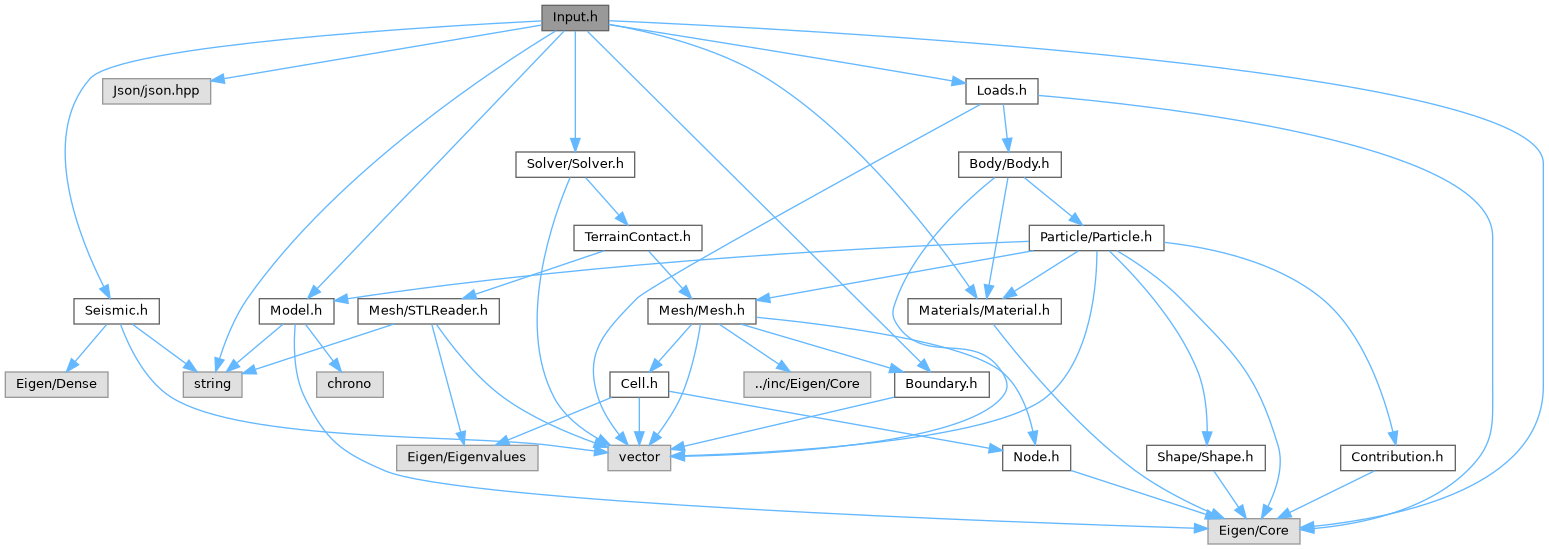 Input.h
Json/json.hpp
Loads.h
Solver/Solver.h
Body/Body.h
TerrainContact.h
Particle/Particle.h
Seismic.h
Model.h
Mesh/STLReader.h
Mesh/Mesh.h
Materials/Material.h
Eigen/Dense
string
chrono
Cell.h
../inc/Eigen/Core
Boundary.h
Eigen/Eigenvalues
vector
Node.h
Shape/Shape.h
Contribution.h
Eigen/Core